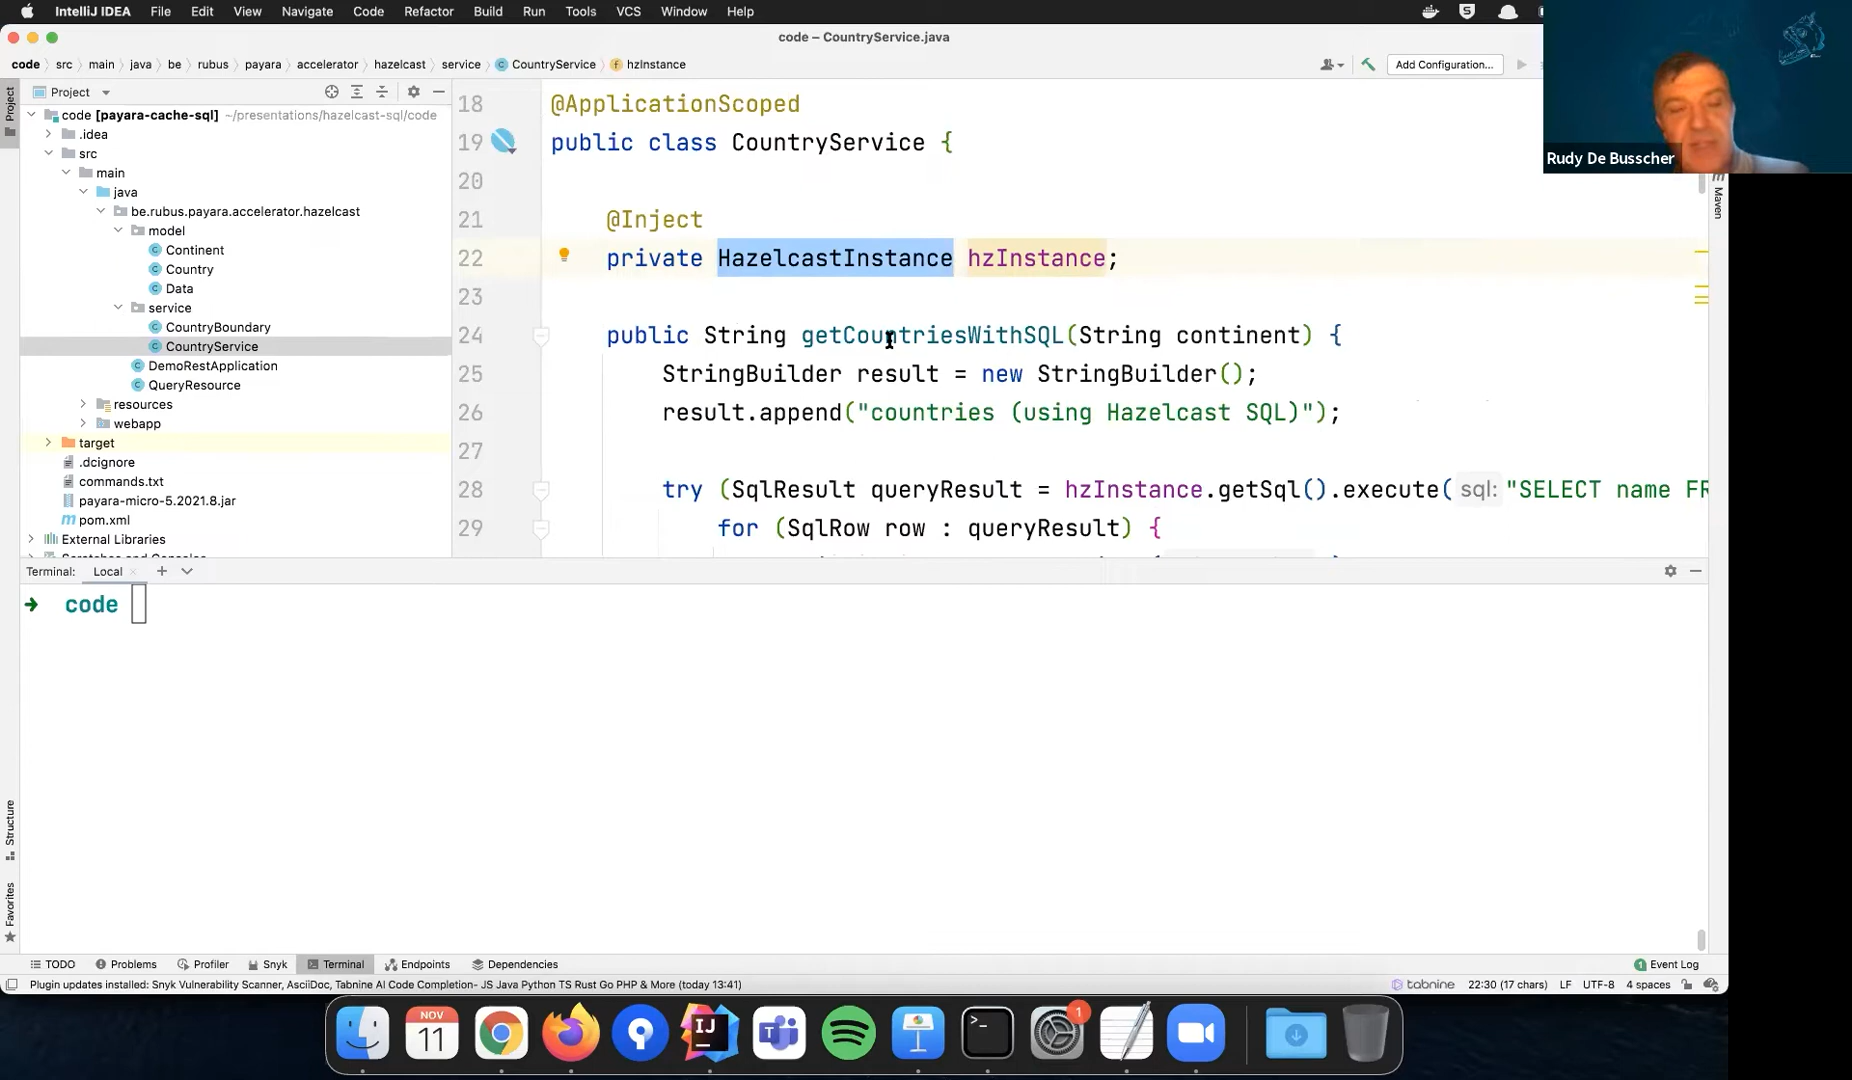 IntelliJ IDEA File Edit View Navigate Code Refactor Build Run Tools VCS Window Help
code – CountryService.java
code src main java be rubus payara accelerator hazelcast service CountryService hzInstance
Add Configuration...
Project
Project
code [payara-cache-sql] ~/presentations/hazelcast-sql/code
.idea
src
main
java
be.rubus.payara.accelerator.hazelcast
model
Continent
Country
Data
service
CountryBoundary
CountryService
DemoRestApplication
QueryResource
resources
webapp
target
.dcignore
commands.txt
payara-micro-5.2021.8.jar
pom.xml
External Libraries
18 @ApplicationScoped
19 public class CountryService {
20
21 @Inject
22 private HazelcastInstance hzInstance;
23
24 public String getCountriesWithSQL(String continent) {
25 StringBuilder result = new StringBuilder();
26 result.append("countries (using Hazelcast SQL)");
27
28 try (SqlResult queryResult = hzInstance.getSql().execute( sql: "SELECT name FR
29 for (SqlRow row : queryResult) {
Rudy De Busscher
Maven
Terminal: Local
code
Structure
Favorites
TODO Problems Profiler Snyk Terminal Endpoints Dependencies
1 Event Log
Plugin updates installed: Snyk Vulnerability Scanner, AsciiDoc, Tabnine AI Code Completion- JS Java Python TS Rust Go PHP & More (today 13:41)
tabnine 22:30 (17 chars) LF UTF-8 4 spaces
NOV
11
IJ
1